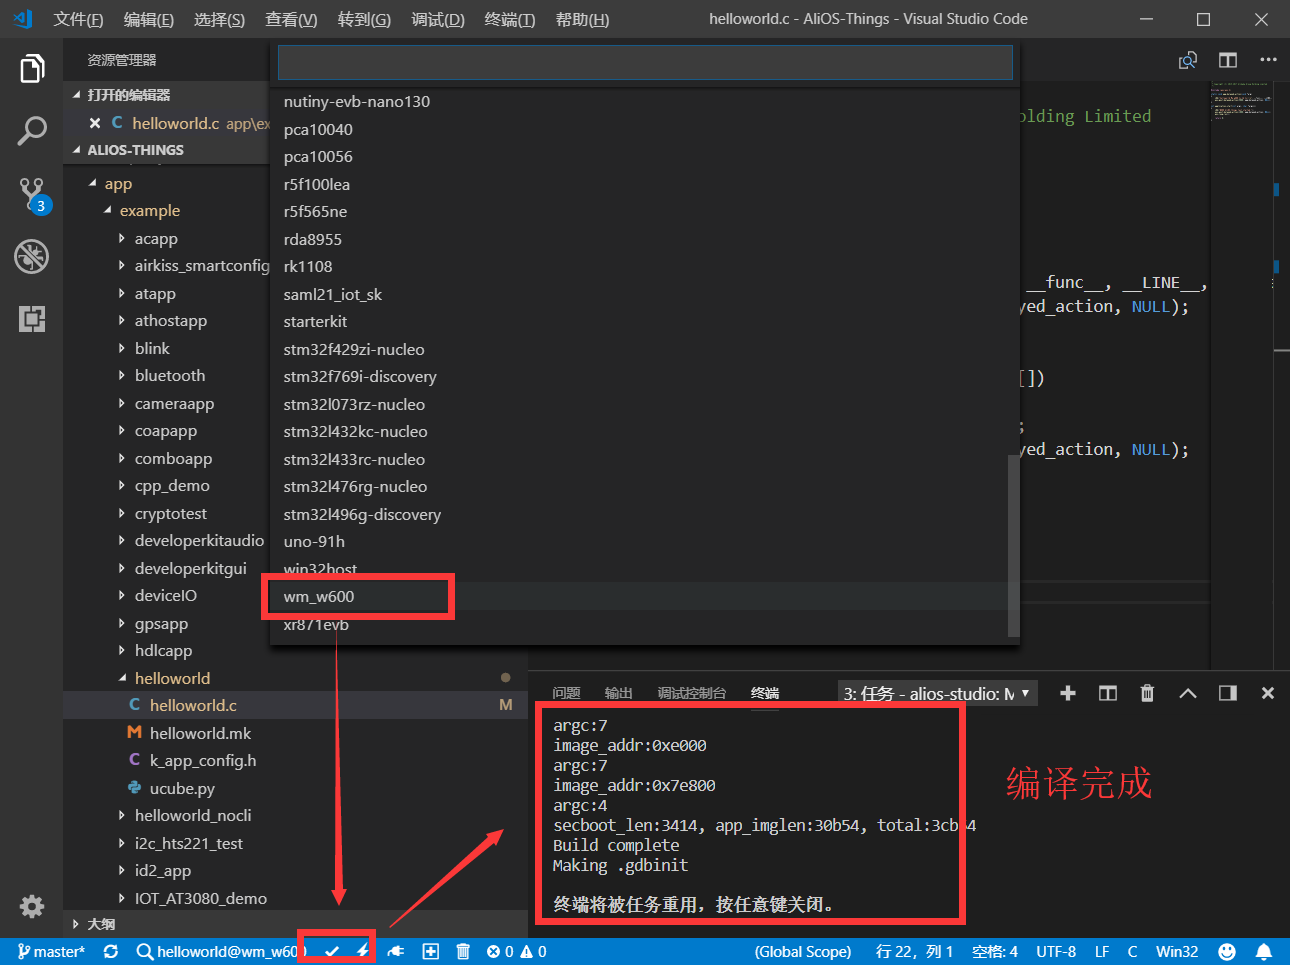 文件(F) 编辑(E) 选择(S) 查看(V) 转到(G) 调试(D) 终端(T) 帮助(H) helloworld.c - AliOS-Things - Visual Studio Code
资源管理器
打开的编辑器
helloworld.c app\ex
ALIOS-THINGS
app
example
acapp
airkiss_smartconfig
atapp
athostapp
blink
bluetooth
cameraapp
coapapp
comboapp
cpp_demo
cryptotest
developerkitaudio
developerkitgui
deviceIO
gpsapp
hdlcapp
helloworld
helloworld.c M
helloworld.mk
k_app_config.h
ucube.py
helloworld_nocli
i2c_hts221_test
id2_app
IOT_AT3080_demo
大纲
3
nutiny-evb-nano130
pca10040
pca10056
r5f100lea
r5f565ne
rda8955
rk1108
saml21_iot_sk
starterkit
stm32f429zi-nucleo
stm32f769i-discovery
stm32l073rz-nucleo
stm32l432kc-nucleo
stm32l433rc-nucleo
stm32l476rg-nucleo
stm32l496g-discovery
uno-91h
win32host
wm_w600
xr871evb
olding Limited
__func__, __LINE__,
yed_action, NULL);
[])
;
yed_action, NULL);
问题 输出 调试控制台 终端 3: 任务 - alios-studio: M
argc:7
image_addr:0xe000
argc:7
image_addr:0x7e800
argc:4
secboot_len:3414, app_imglen:30b54, total:3cb54
Build complete
Making .gdbinit
终端将被任务重用，按任意键关闭。
编译完成
master* helloworld@wm_w600 0 0 (Global Scope) 行 22，列 1 空格: 4 UTF-8 LF C Win32